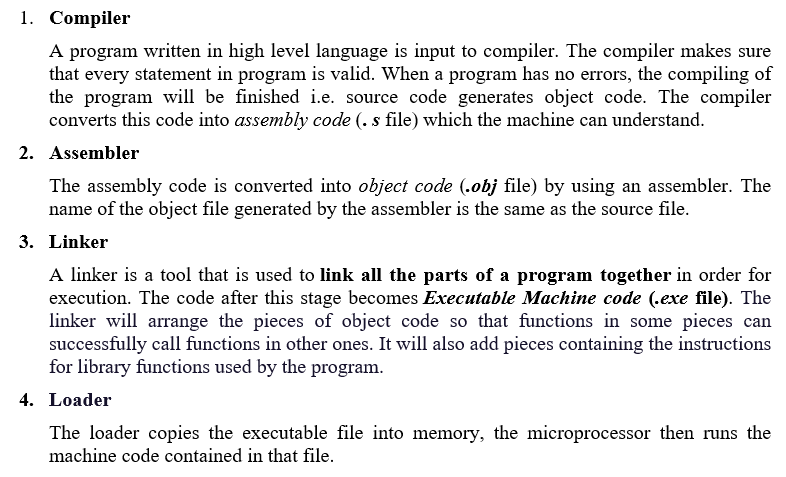 1. Compiler
A program written in high level language is input to compiler. The compiler makes sure
that every statement in program is valid. When a program has no errors, the compiling of
the program will be finished i.e. source code generates object code. The compiler
converts this code into assembly code (. s file) which the machine can understand.
2. Assembler
The assembly code is converted into object code (.obj file) by using an assembler. The
name of the object file generated by the assembler is the same as the source file.
3. Linker
A linker is a tool that is used to link all the parts of a program together in order for
execution. The code after this stage becomes Executable Machine code (.exe file). The
linker will arrange the pieces of object code so that functions in some pieces can
successfully call functions in other ones. It will also add pieces containing the instructions
for library functions used by the program.
4. Loader
The loader copies the executable file into memory, the microprocessor then runs the
machine code contained in that file.